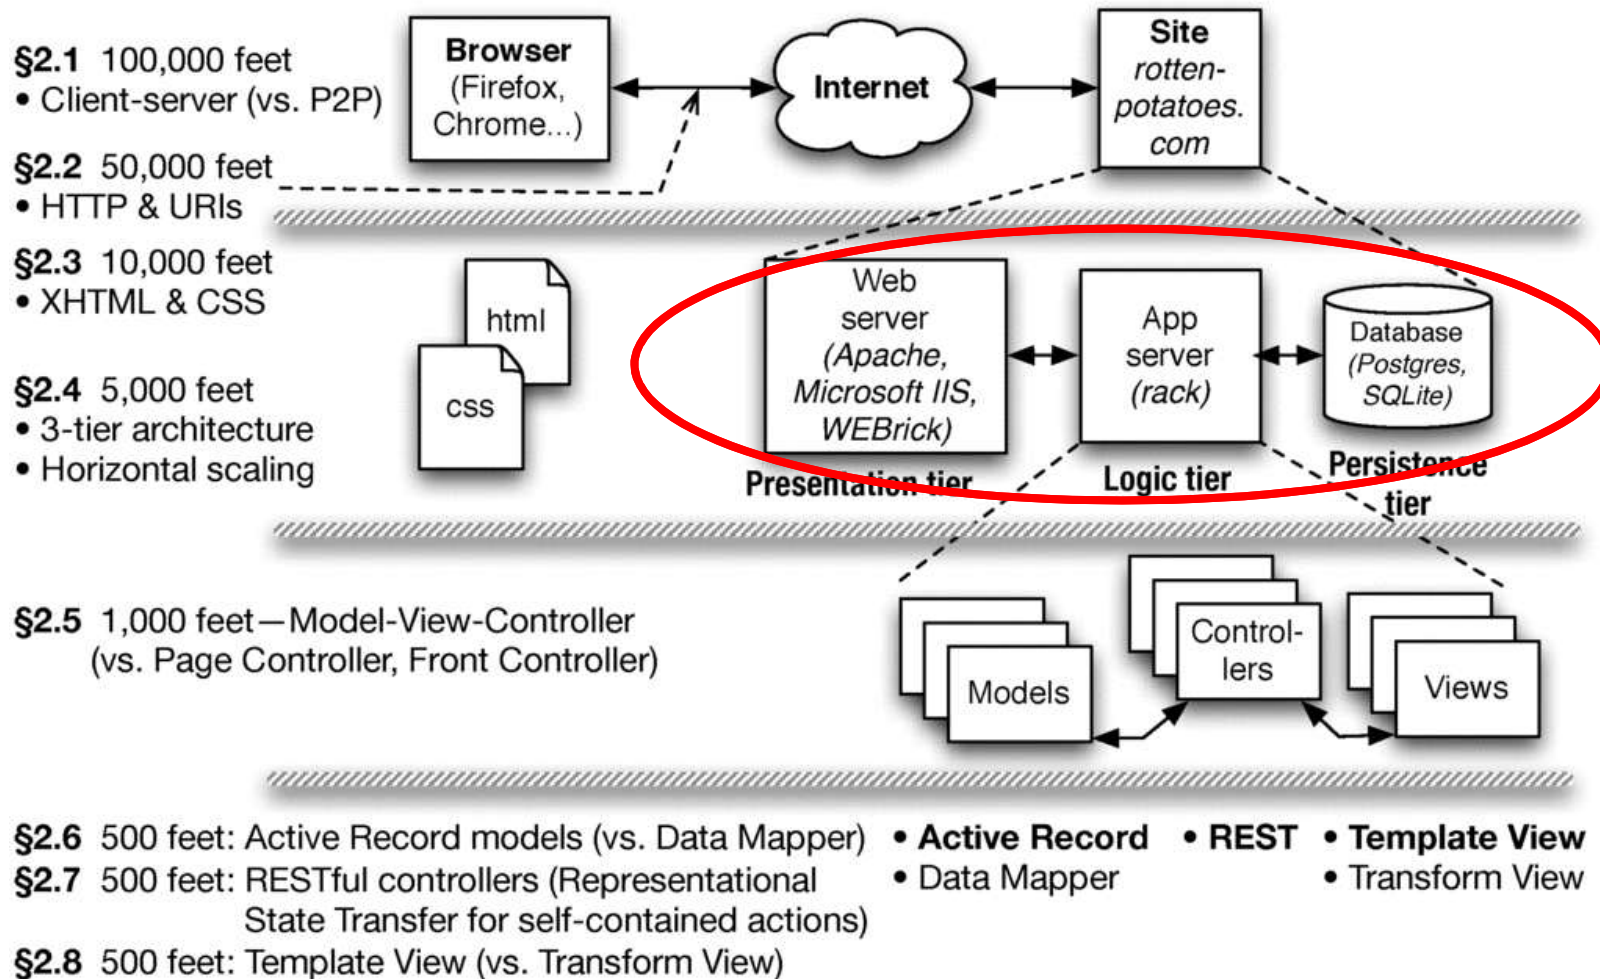 §2.1 100,000 feet
• Client-server (vs. P2P)
§2.2 50,000 feet
• HTTP & URIs
Browser
(Firefox,
Chrome...)
Internet
Site
rotten-
potatoes.
com
§2.3 10,000 feet
• XHTML & CSS
§2.4 5,000 feet
• 3-tier architecture
• Horizontal scaling
html
css
Web
server
(Apache,
Microsoft IIS,
WEBrick)
Presentation tier
App
server
(rack)
Logic tier
Database
(Postgres,
SQLite)
Persistence
tier
§2.5 1,000 feet—Model-View-Controller
(vs. Page Controller, Front Controller)
Models
Control-
lers
Views
§2.6 500 feet: Active Record models (vs. Data Mapper)
§2.7 500 feet: RESTful controllers (Representational
State Transfer for self-contained actions)
§2.8 500 feet: Template View (vs. Transform View)
• Active Record
• Data Mapper
• REST
• Template View
• Transform View